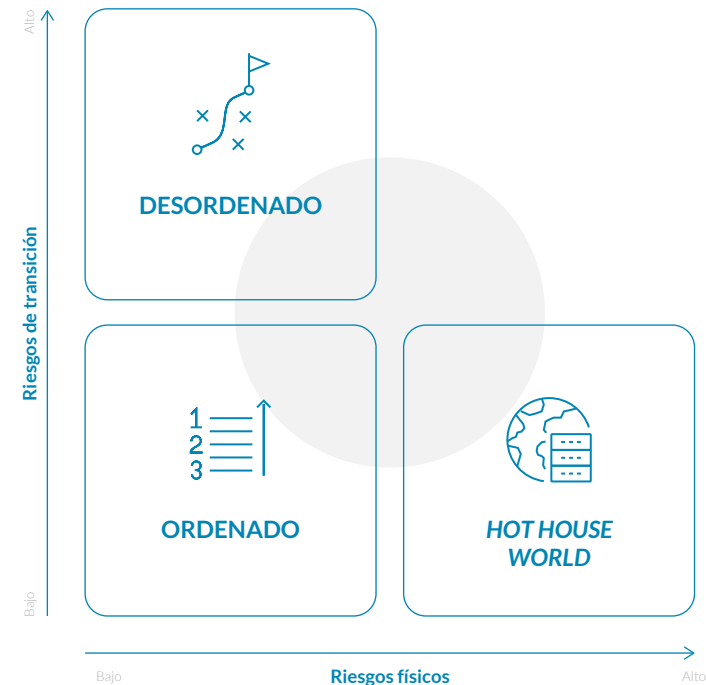 Alto
DESORDENADO
Riesgos de transición
1
2
3
ORDENADO
HOT HOUSE
WORLD
Bajo
Bajo
Riesgos físicos
Alto